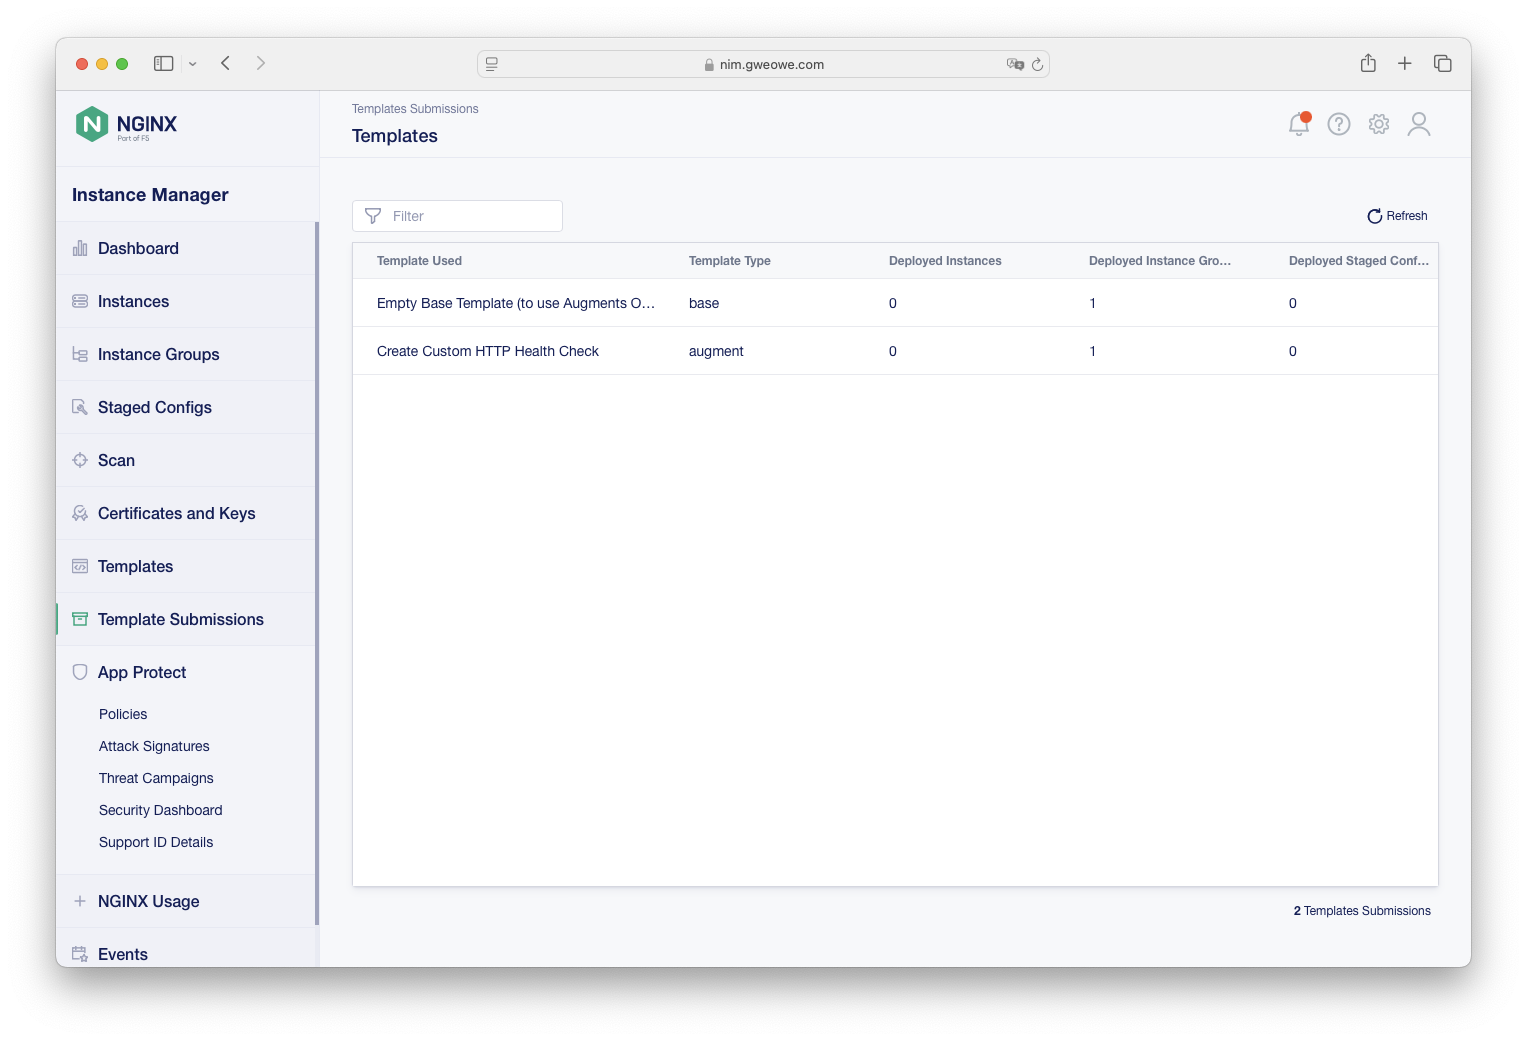 nim.gweowe.com
NGINX
Part of F5
Templates Submissions
Templates
Instance Manager
Dashboard
Instances
Instance Groups
Staged Configs
Scan
Certificates and Keys
Templates
Template Submissions
App Protect
Policies
Attack Signatures
Threat Campaigns
Security Dashboard
Support ID Details
NGINX Usage
Events
Filter
Refresh
Template Used Template Type Deployed Instances Deployed Instance Gro... Deployed Staged Conf...
Empty Base Template (to use Augments O... base 0 1 0
Create Custom HTTP Health Check augment 0 1 0
2 Templates Submissions